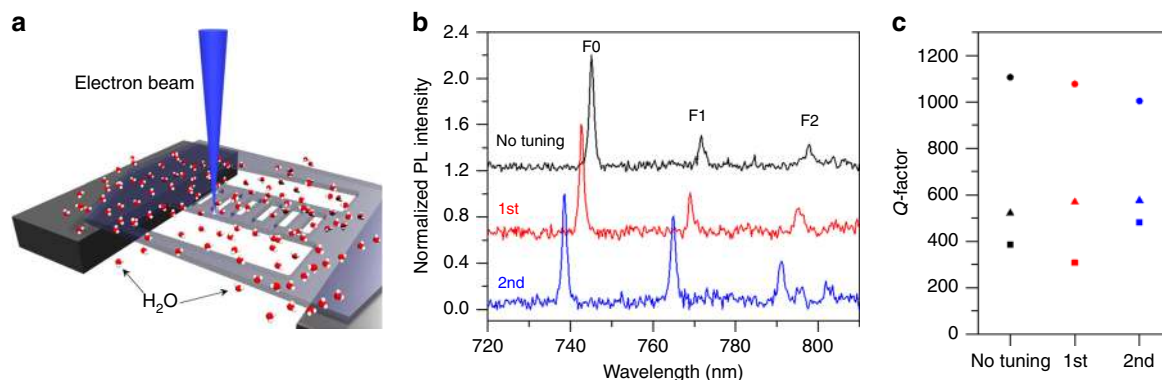 a
Electron beam
H₂O
b
Normalized PL intensity
2.4
2.0
1.6
1.2
0.8
0.4
0.0
F0
F1
F2
No tuning
1st
2nd
720 740 760 780 800
Wavelength (nm)
c
Q-factor
1200
1000
800
600
400
200
0
No tuning 1st 2nd